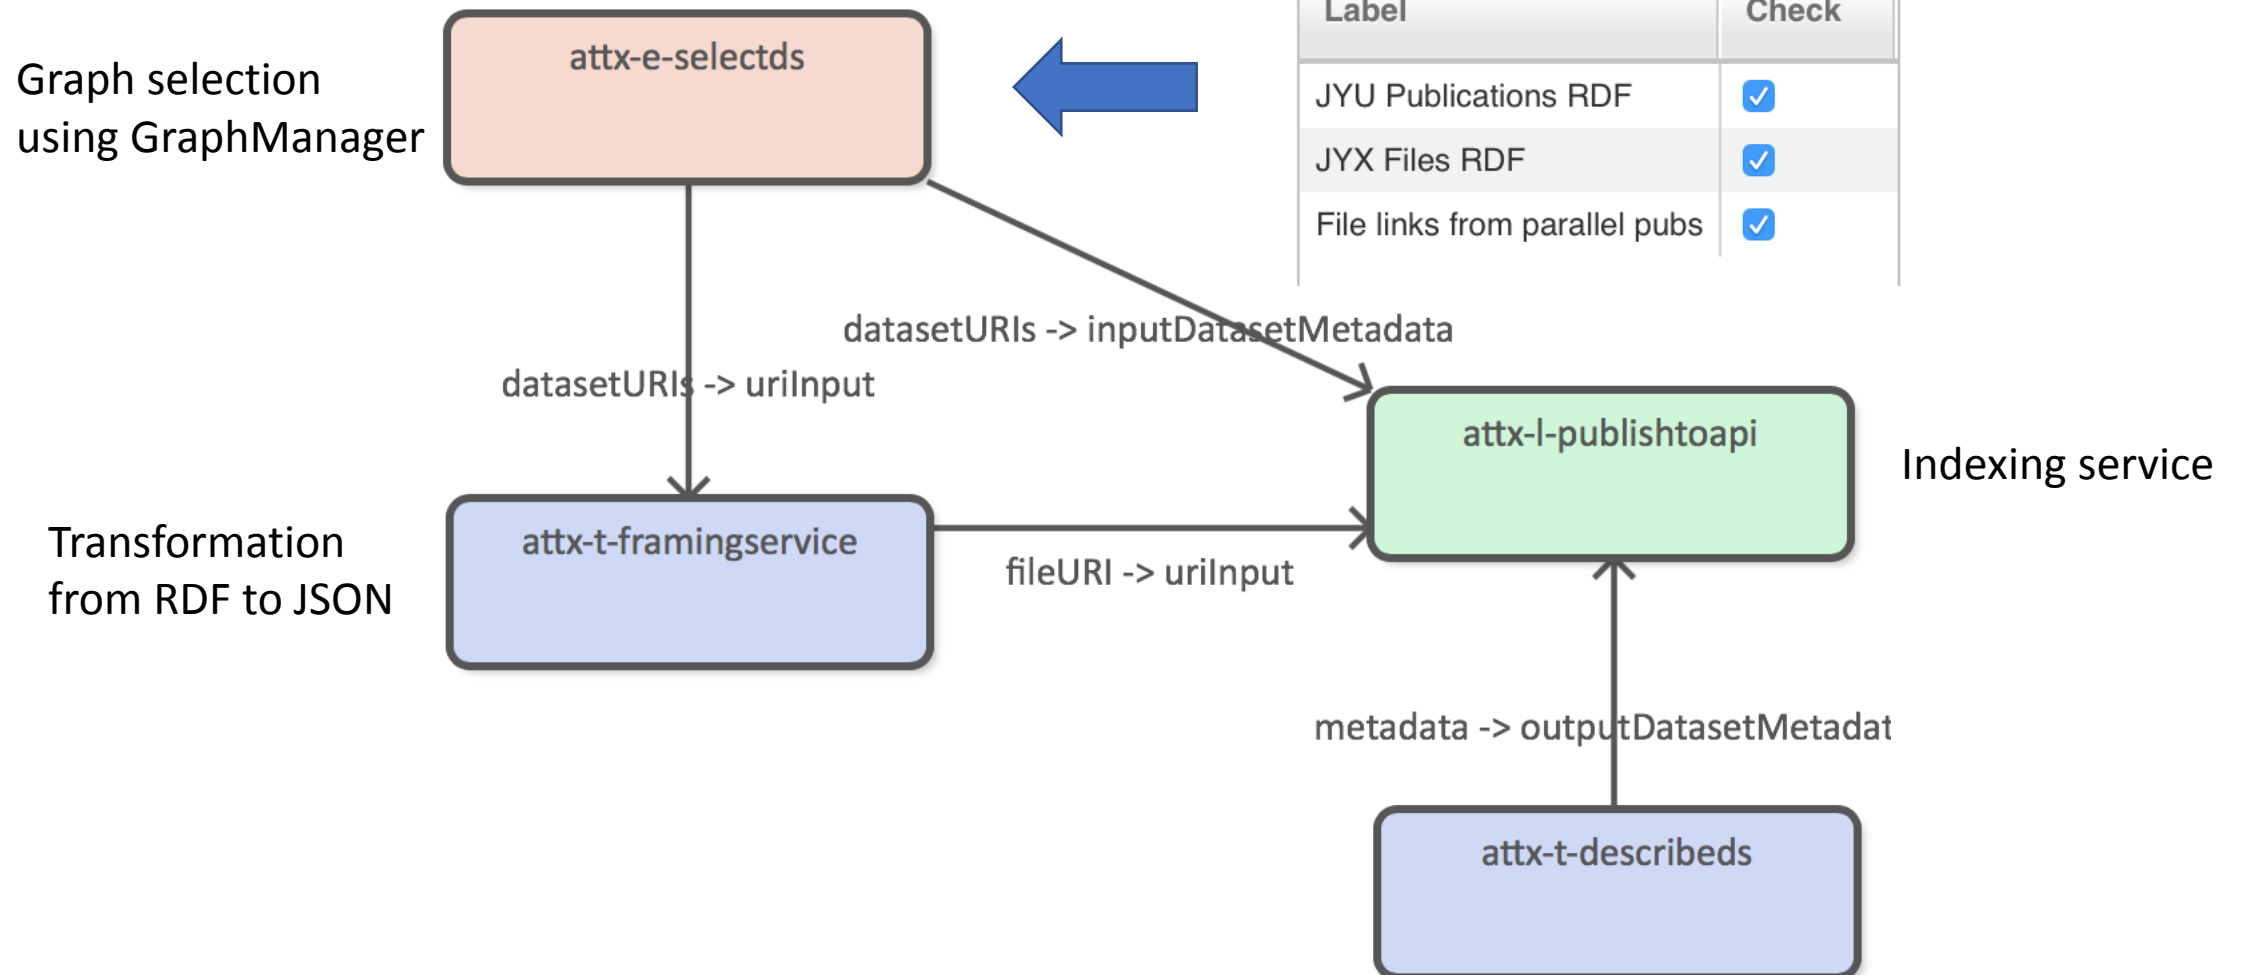 Label Check
attx-e-selectds
Graph selection
using GraphManager
JYU Publications RDF
JYX Files RDF
File links from parallel pubs
datasetURIs -> inputDatasetMetadata
datasetURIs -> uriInput
attx-l-publishtoapi
Indexing service
attx-t-framingservice
Transformation
from RDF to JSON
fileURI -> uriInput
metadata -> outputDatasetMetadat
attx-t-describeds